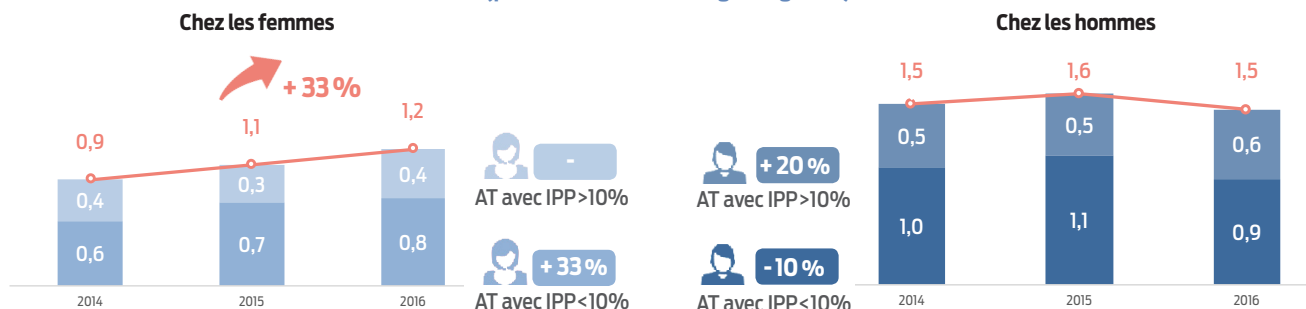 Chez les femmes
+ 33 %
0,9
1,1
1,2
0,4
0,3
0,4
0,6
0,7
0,8
2014
2015
2016
-
AT avec IPP>10%
+ 33 %
AT avec IPP<10%
+ 20 %
AT avec IPP>10%
-10 %
AT avec IPP<10%
Chez les hommes
1,5
1,6
1,5
0,5
0,5
0,6
1,0
1,1
0,9
2014
2015
2016